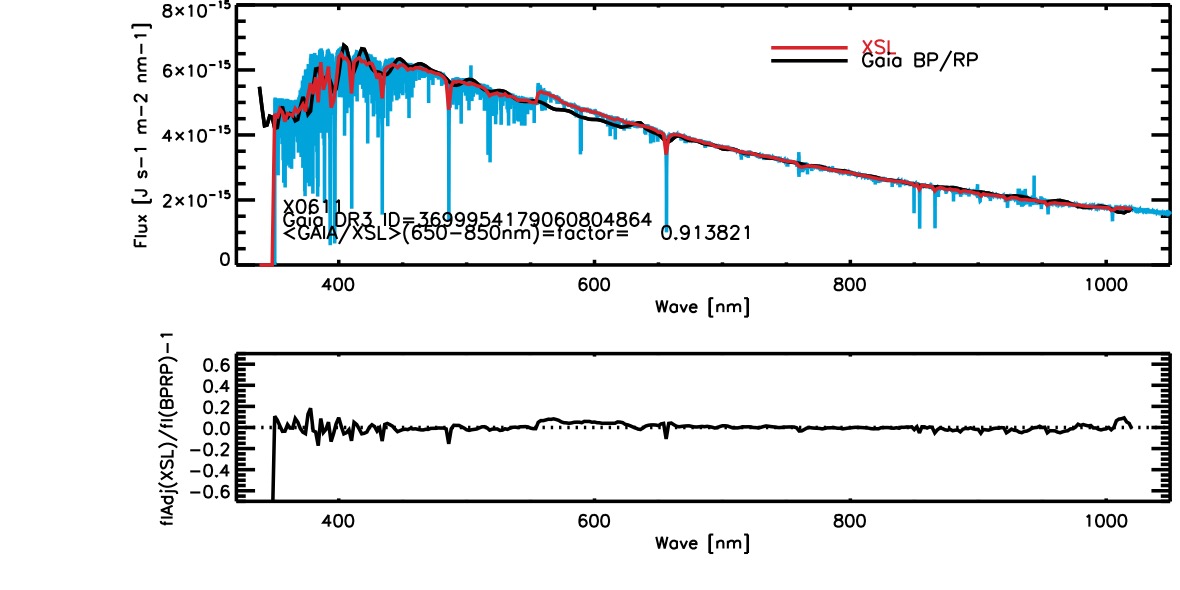 8×10⁻¹⁵
6×10⁻¹⁵
4×10⁻¹⁵
2×10⁻¹⁵
0
Flux [J s−1 m−2 nm−1]
XSL
Gaia BP/RP
X0611
Gaia DR3 ID=3699954179060804864
<GAIA/XSL>(650−850nm)=factor= 0.913821
400 600 800 1000
Wave [nm]
0.6
0.4
0.2
0.0
−0.2
−0.4
−0.6
flAdj(XSL)/fl(BPRP)−1
400 600 800 1000
Wave [nm]